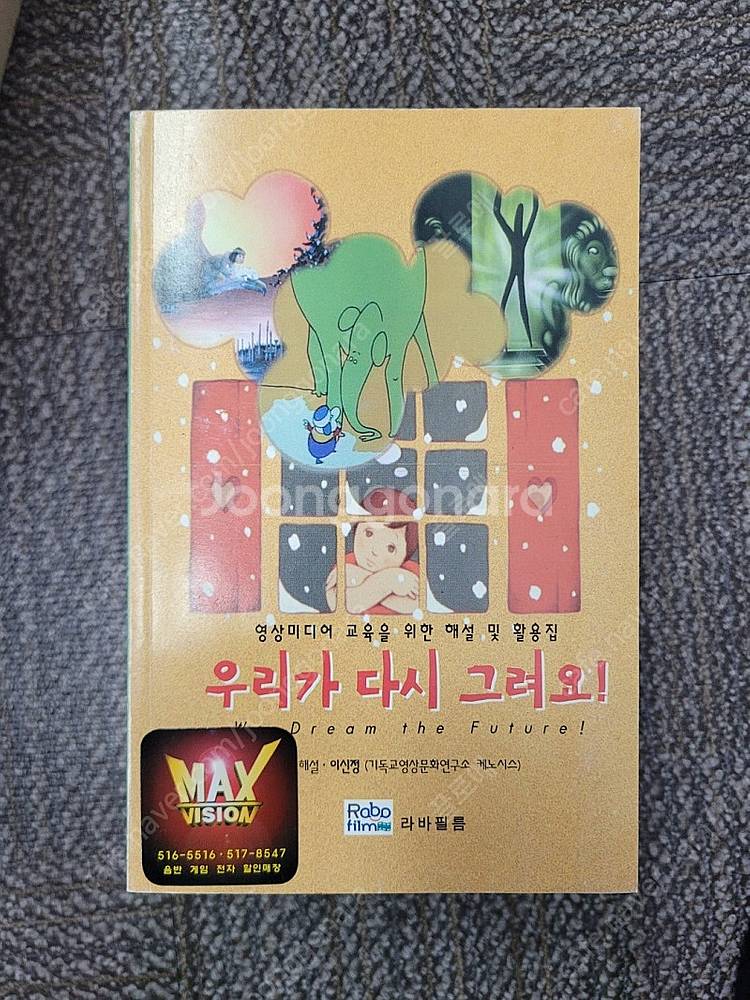 영상미디어 교육을 위한 해설 및 활용집
우리가 다시 그려요!
We Dream the Future!
해설 · 이신정 (기독교영상문화연구소 케노시스)
Rabo film
라바필름
MAX
VISION
516-5516 · 517-8547
음반 게임 전자 할인매장
Joonggonara